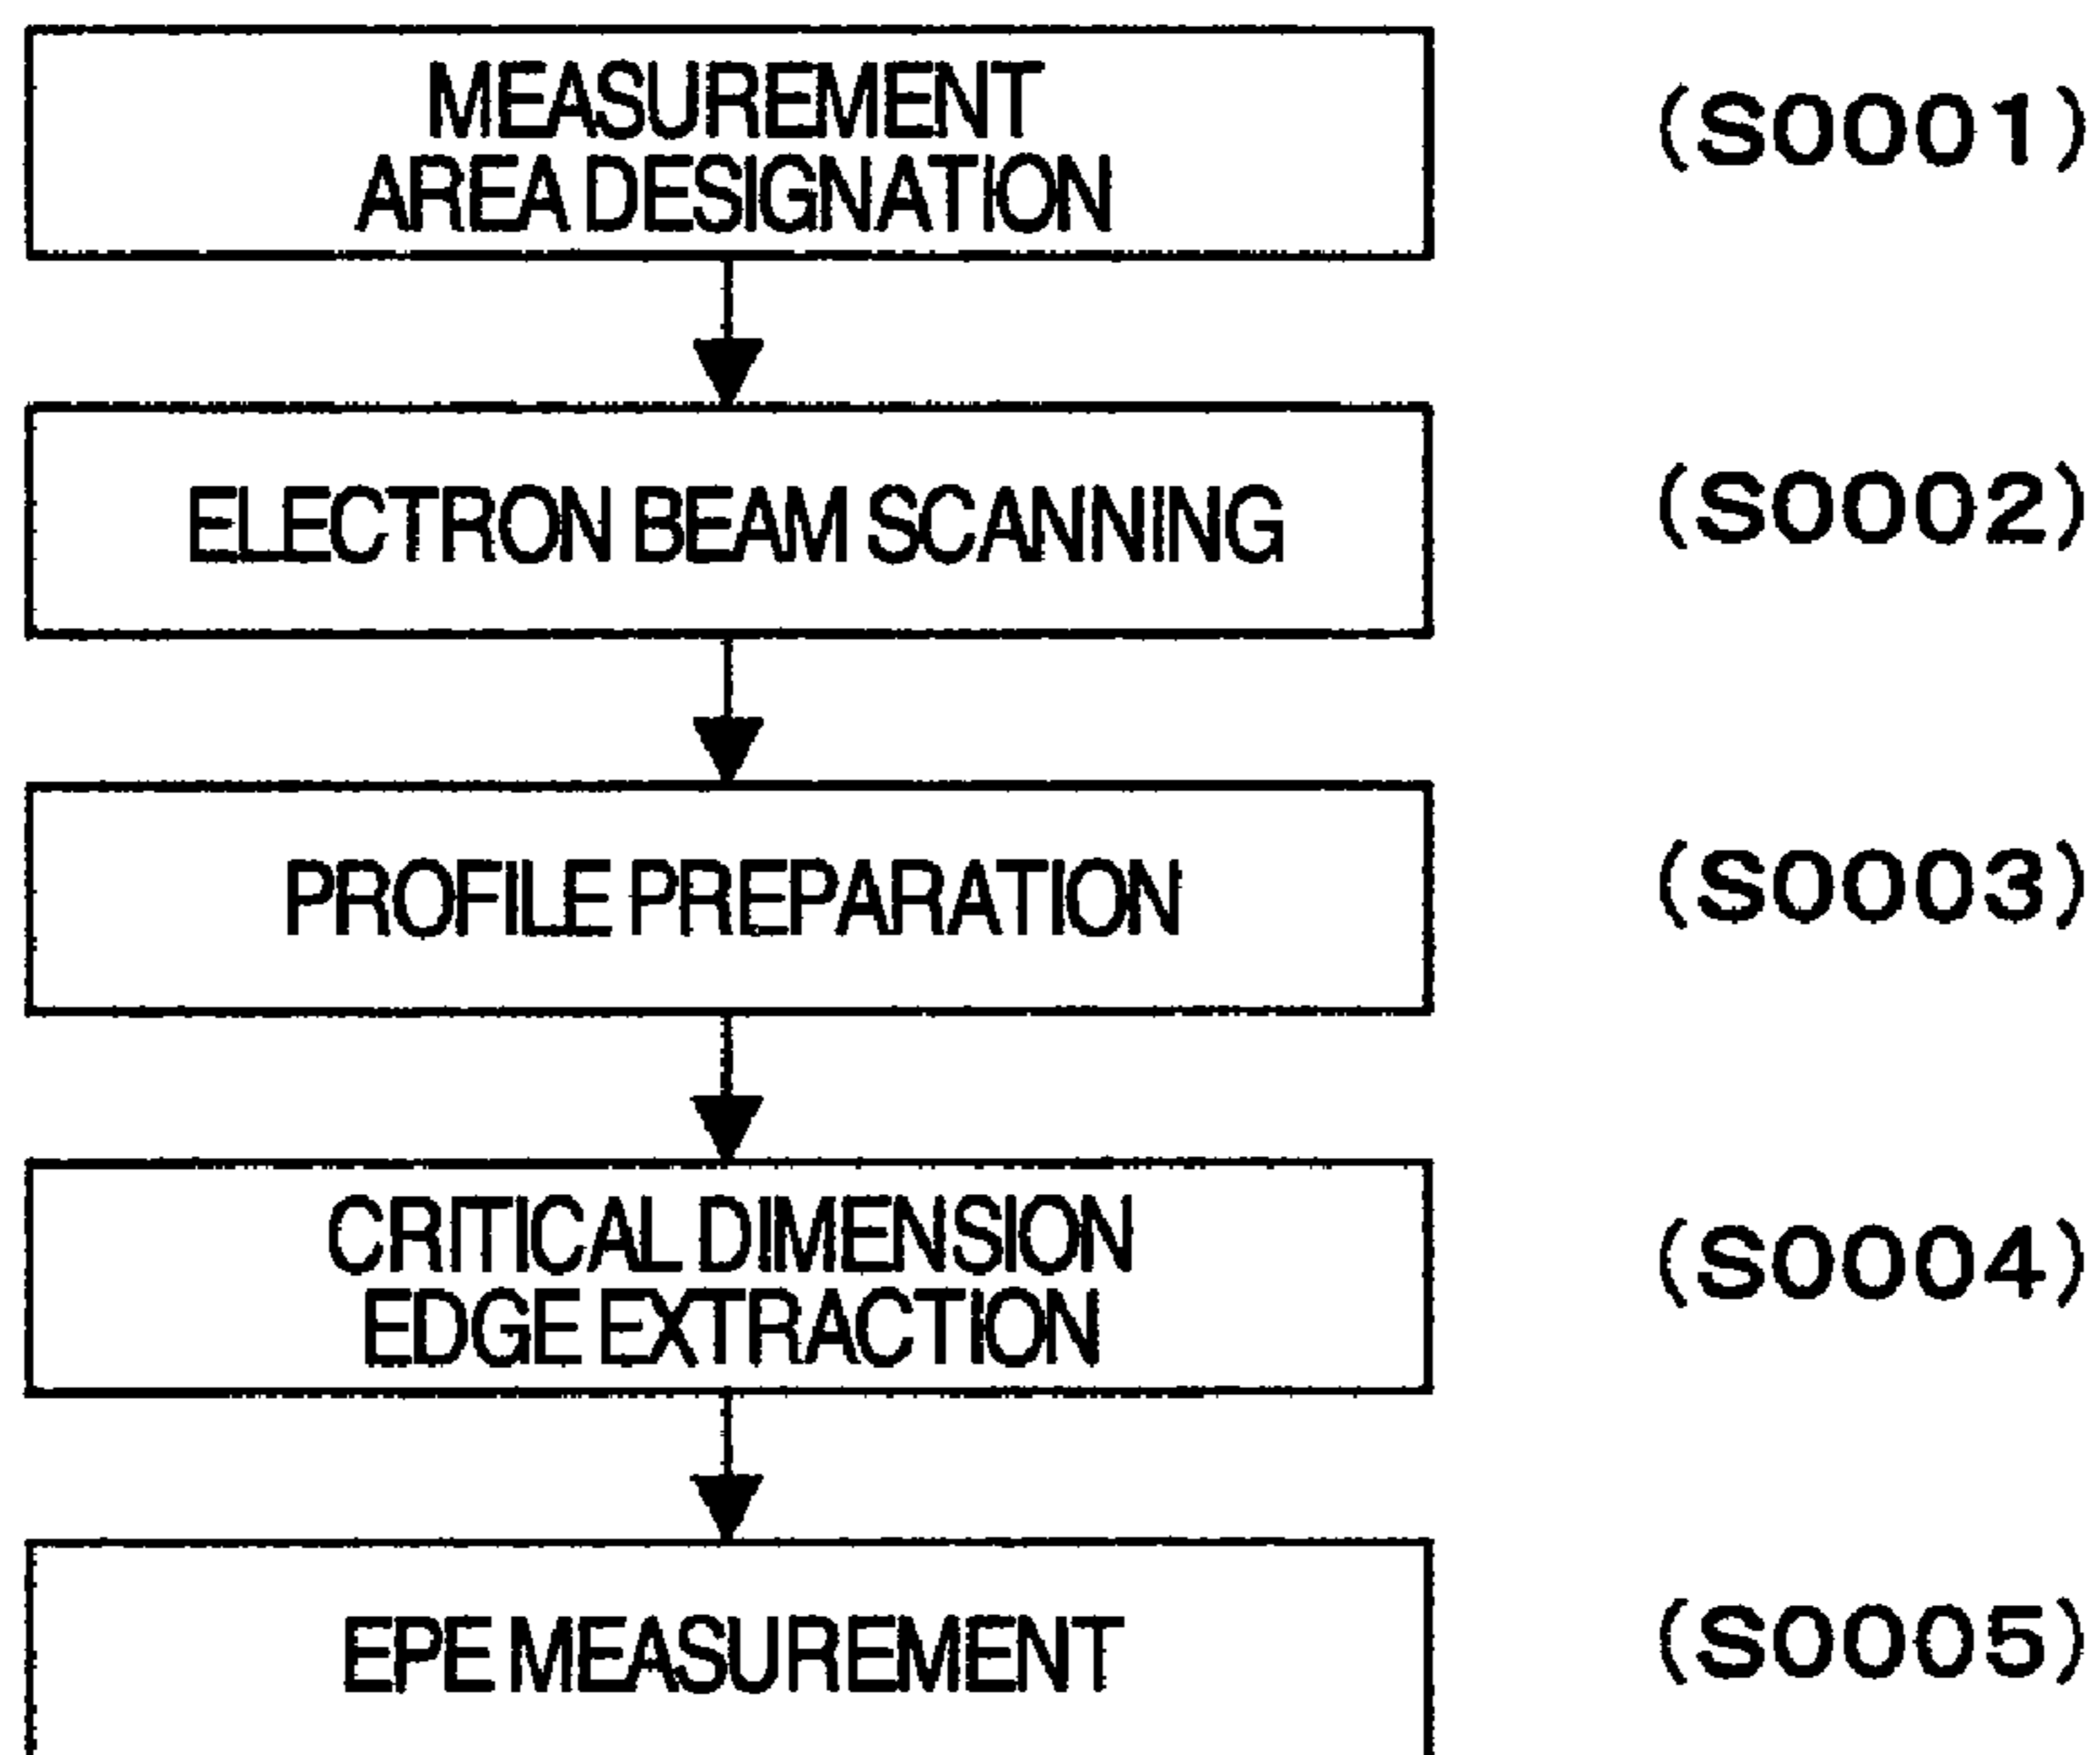 MEASUREMENT
AREA DESIGNATION
(S0001)
ELECTRON BEAM SCANNING
(S0002)
PROFILE PREPARATION
(S0003)
CRITICAL DIMENSION
EDGE EXTRACTION
(S0004)
EPE MEASUREMENT
(S0005)